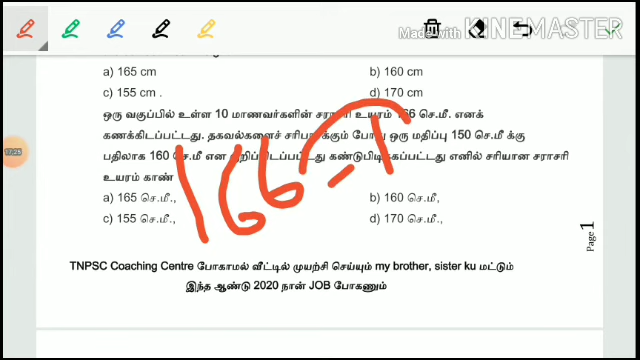 Made with KINEMASTER
a) 165 cm b) 160 cm
c) 155 cm . d) 170 cm
ஒரு வகுப்பில் உள்ள 10 மாணவர்களின் சராசரி உயரம் 166 செ.மீ. எனக்
கணக்கிடப்பட்டது. தகவல்களைச் சரிபார்க்கும் போது ஒரு மதிப்பு 150 செ.மீ க்கு
பதிலாக 160 செ.மீ என குறிப்பிடப்பட்டது கண்டுபிடிக்கப்பட்டது எனில் சரியான சராசரி
உயரம் காண்
a) 165 செ.மீ., b) 160 செ.மீ,
c) 155 செ.மீ., d) 170 செ.மீ.,
166-1
Page 1
TNPSC Coaching Centre போகாமல் வீட்டில் முயற்சி செய்யும் my brother, sister ku மட்டும்
இந்த ஆண்டு 2020 நான் JOB போகணும்